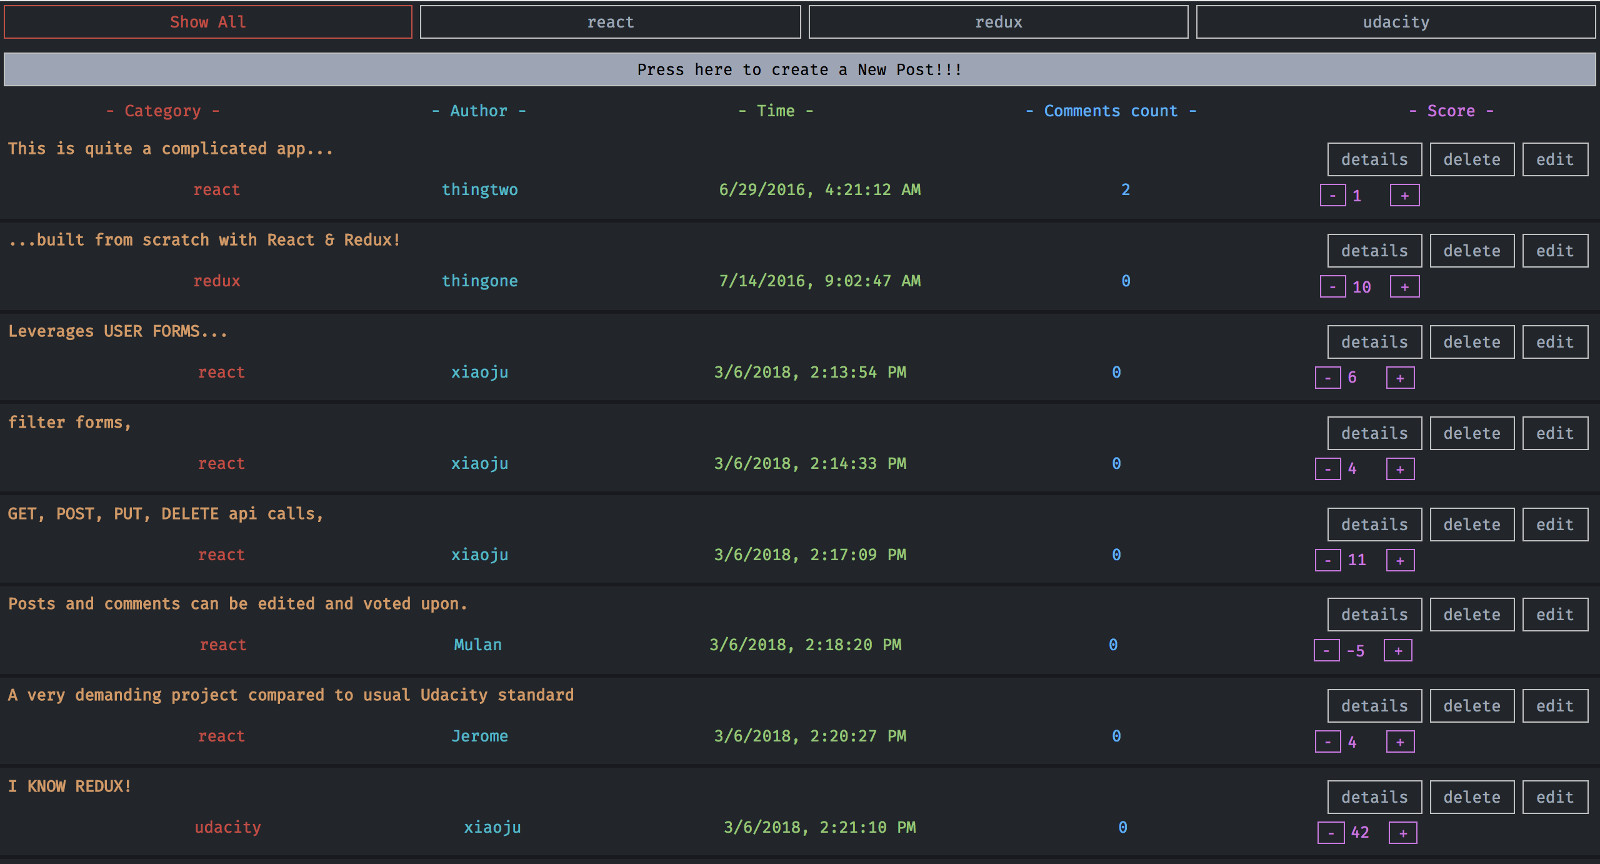 Show All react redux udacity
Press here to create a New Post!!!
- Category - - Author - - Time - - Comments count - - Score -
This is quite a complicated app...
details delete edit
react thingtwo 6/29/2016, 4:21:12 AM 2 - 1 +
...built from scratch with React & Redux!
details delete edit
redux thingone 7/14/2016, 9:02:47 AM 0 - 10 +
Leverages USER FORMS...
details delete edit
react xiaoju 3/6/2018, 2:13:54 PM 0 - 6 +
filter forms,
details delete edit
react xiaoju 3/6/2018, 2:14:33 PM 0 - 4 +
GET, POST, PUT, DELETE api calls,
details delete edit
react xiaoju 3/6/2018, 2:17:09 PM 0 - 11 +
Posts and comments can be edited and voted upon.
details delete edit
react Mulan 3/6/2018, 2:18:20 PM 0 - -5 +
A very demanding project compared to usual Udacity standard
details delete edit
react Jerome 3/6/2018, 2:20:27 PM 0 - 4 +
I KNOW REDUX!
details delete edit
udacity xiaoju 3/6/2018, 2:21:10 PM 0 - 42 +